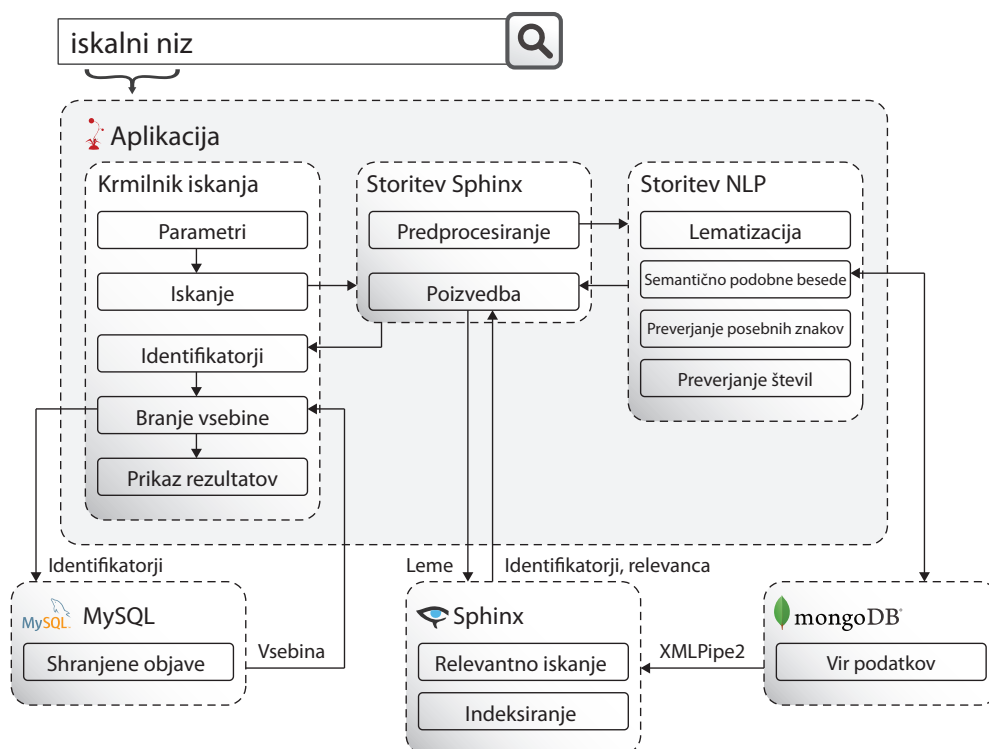 iskalni niz
Aplikacija
Krmilnik iskanja
Parametri
Iskanje
Identifikatorji
Branje vsebine
Prikaz rezultatov
Storitev Sphinx
Predprocesiranje
Poizvedba
Storitev NLP
Lematizacija
Semantično podobne besede
Preverjanje posebnih znakov
Preverjanje števil
Identifikatorji
Leme
Identifikatorji, relevanca
MySQL
MySQL
Shranjene objave
Vsebina
Sphinx
Relevantno iskanje
Indeksiranje
XMLPipe2
mongoDB
Vir podatkov